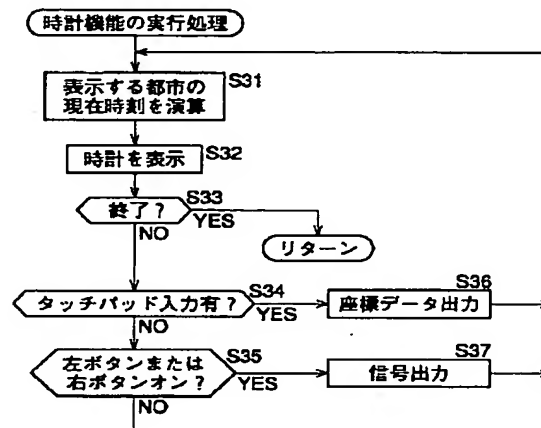 時計機能の実行処理
表示する都市の
現在時刻を演算
S31
時計を表示
S32
終了?
S33
YES
NO
リターン
タッチパッド入力有?
S34
YES
NO
座標データ出力
S36
左ボタンまたは
右ボタンオン?
S35
YES
NO
信号出力
S37